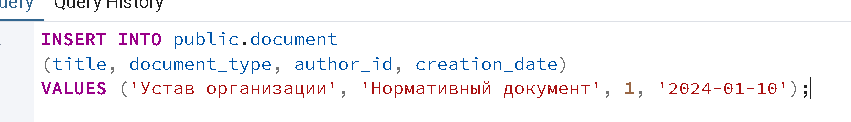 Query History
INSERT INTO public.document
(title, document_type, author_id, creation_date)
VALUES ('Устав организации', 'Нормативный документ', 1, '2024-01-10');